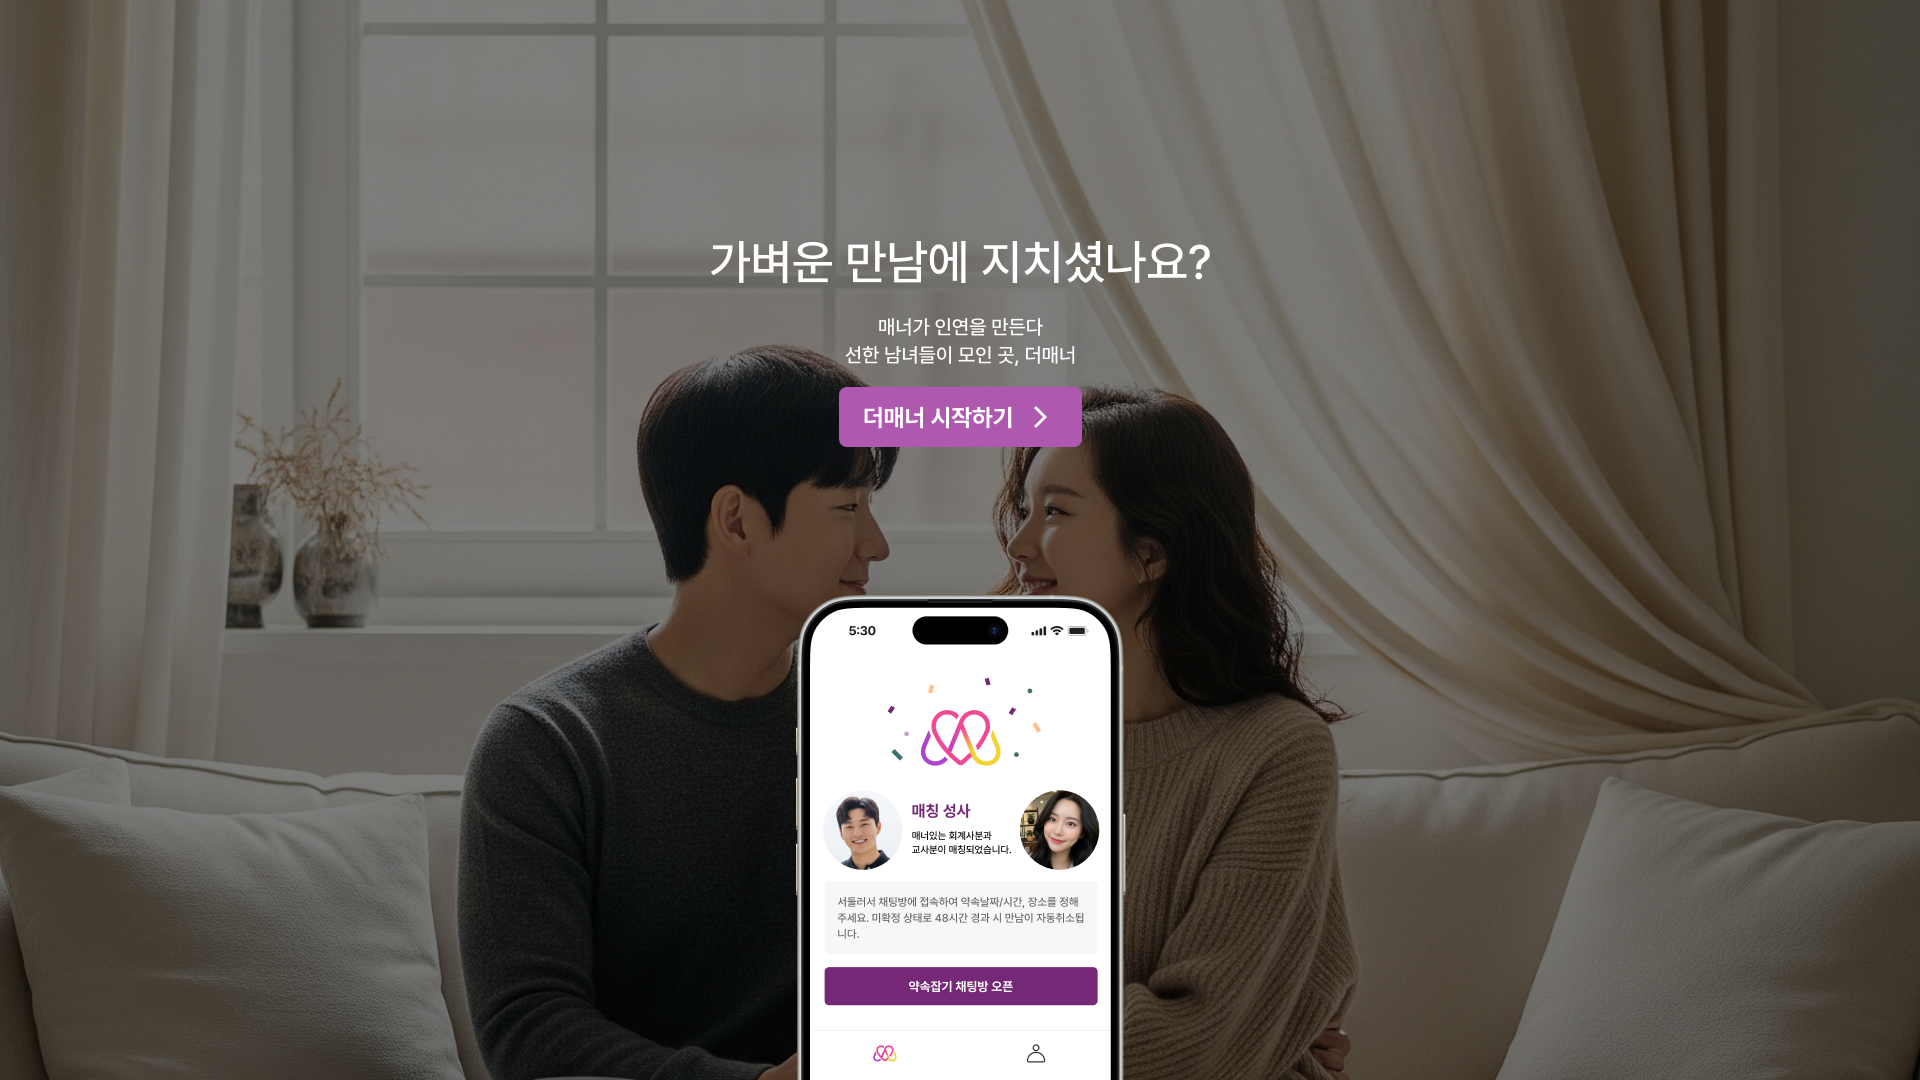 가벼운 만남에 지치셨나요?
매너가 인연을 만든다
선한 남녀들이 모인 곳, 더매너
더매너 시작하기
5:30
매칭 성사
매너있는 회계사분과
교사분이 매칭되었습니다.
서둘러서 채팅방에 접속하여 약속날짜/시간, 장소를 정해
주세요. 미확정 상태로 48시간 경과 시 만남이 자동취소됩
니다.
약속잡기 채팅방 오픈